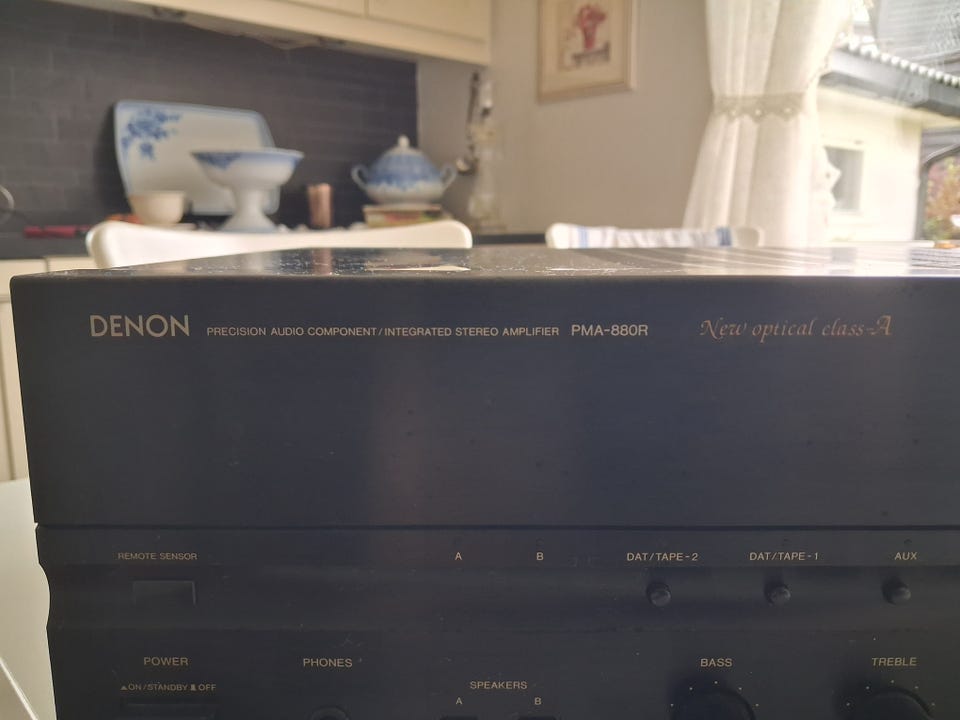 DENON PRECISION AUDIO COMPONENT/INTEGRATED STEREO AMPLIFIER PMA-880R New optical class-A
REMOTE SENSOR A B DAT/TAPE-2 DAT/TAPE-1 AUX
POWER PHONES BASS TREBLE
▲ON/STANDBY ■OFF SPEAKERS
A B